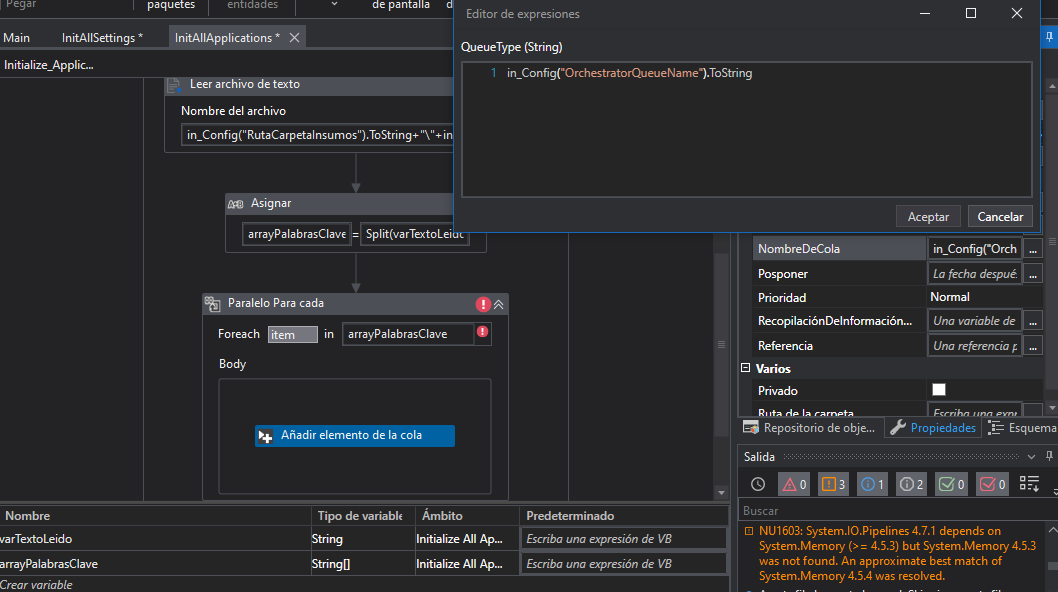 Pegar
paquetes
entidades
de pantalla
Editor de expresiones
Main
InitAllSettings *
InitAllApplications *
QueueType (String)
Initialize_Applic...
1 in_Config("OrchestratorQueueName").ToString
Leer archivo de texto
Nombre del archivo
in_Config("RutaCarpetaInsumos").ToString+"\"+in
Asignar
arrayPalabrasClave = Split(varTextoLeido
Aceptar
Cancelar
NombreDeCola in_Config("Orch ...
Posponer La fecha despué. ...
Prioridad Normal
RecopilaciónDeInformación... Una variable de ...
Referencia Una referencia p ...
Varios
Privado
Ruta de la carpeta Escriba una expr
Paralelo Para cada
Foreach item in arrayPalabrasClave
Body
Añadir elemento de la cola
Repositorio de obje... Propiedades Esquema
Salida
0 3 1 2 0 0
Buscar
NU1603: System.IO.Pipelines 4.7.1 depends on
System.Memory (>= 4.5.3) but System.Memory 4.5.3
was not found. An approximate best match of
System.Memory 4.5.4 was resolved.
Nombre Tipo de variable Ámbito Predeterminado
varTextoLeido String Initialize All Ap... Escriba una expresión de VB
arrayPalabrasClave String[] Initialize All Ap... Escriba una expresión de VB
Crear variable